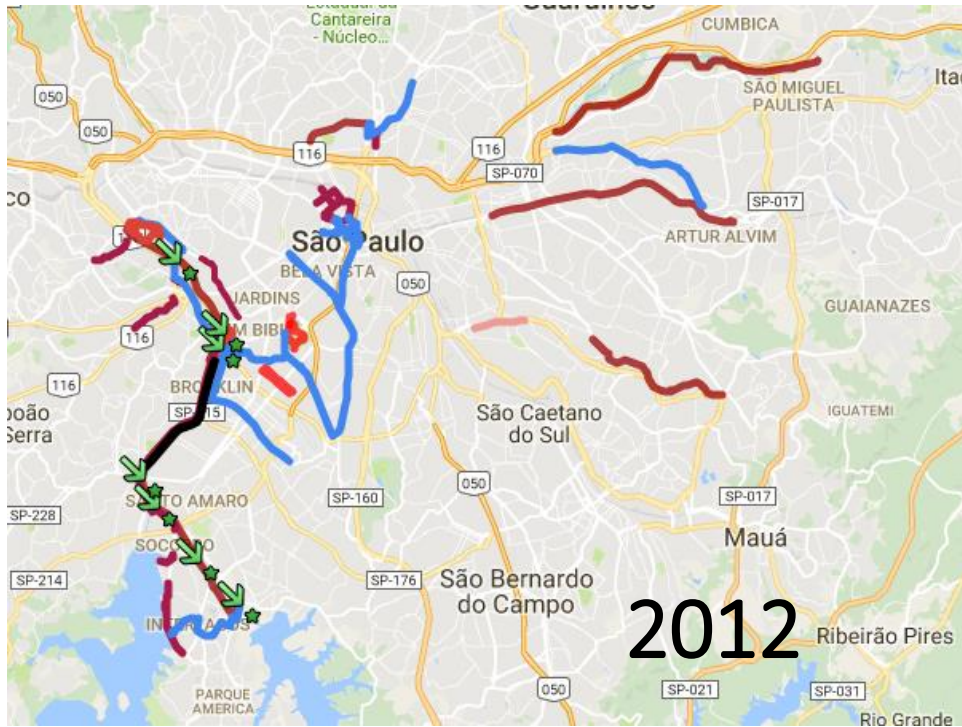 Cantareira
- Núcleo...
CUMBICA
050
SÃO MIGUEL
PAULISTA
Ita
050
116
116
SP-070
co
SP-017
São Paulo
ARTUR ALVIM
BELA VISTA
050
JARDINS
GUAIANAZES
116
116
BROOKLIN
São Caetano
do Sul
IGUATEMI
Serra
050
SP-160
SP-017
SANTO AMARO
SP-228
Mauá
SOCORRO
SP-214
SP-176
São Bernardo
do Campo
2012
INTERLAGOS
Ribeirão Pires
PARQUE
AMERICA
050
SP-021
SP-031
Rio Grande